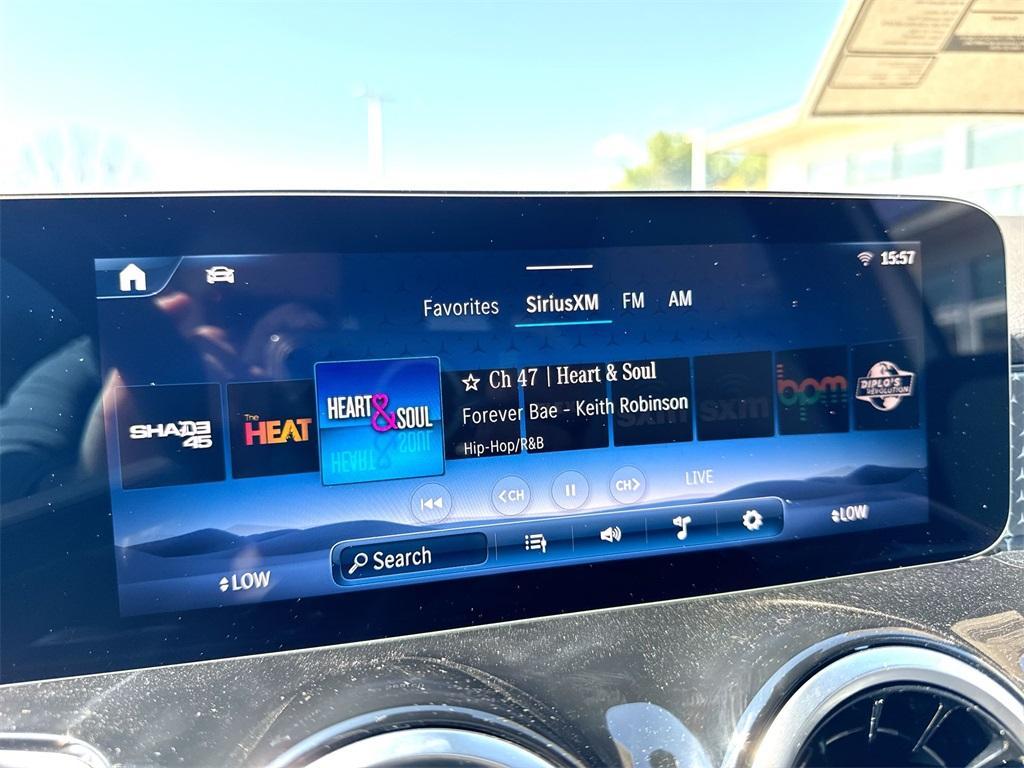 15:57
Favorites SiriusXM FM AM
SHADE 45
The HEAT
HEART & SOUL
Ch 47 | Heart & Soul
Forever Bae - Keith Robinson
Hip-Hop/R&B
sxm
sxm
bpm
DIPLO'S REVOLUTION
<CH
CH>
LIVE
Search
LOW
LOW